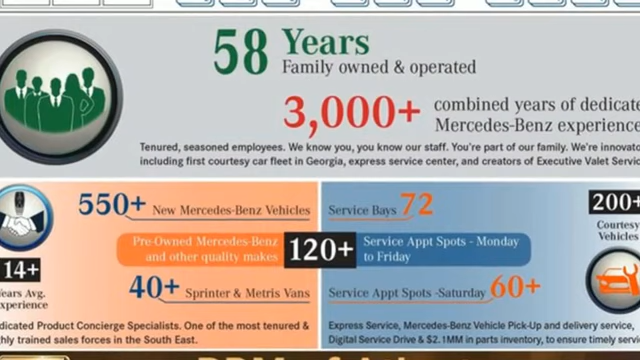 58 Years
Family owned & operated
3,000+ combined years of dedicate
Mercedes-Benz experience
Tenured, seasoned employees. We know you, you know our staff. You're part of our family. We're innovato
including first courtesy car fleet in Georgia, express service center, and creators of Executive Valet Servic
550+ New Mercedes-Benz Vehicles
Pre-Owned Mercedes-Benz
and other quality makes
120+
40+ Sprinter & Metris Vans
14+
Years Avg.
xperience
dicated Product Concierge Specialists. One of the most tenured &
ghly trained sales forces in the South East.
Service Bays 72
Service Appt Spots - Monday
to Friday
Service Appt Spots -Saturday 60+
200+
Courtesy
Vehicles
Express Service, Mercedes-Benz Vehicle Pick-Up and delivery service,
Digital Service Drive & $2.1MM in parts inventory, to ensure timely serv